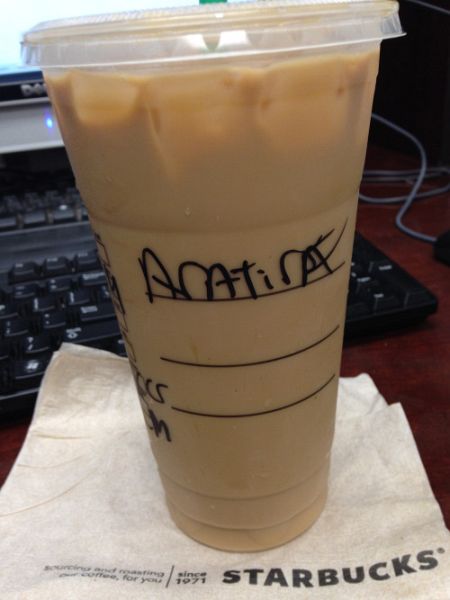 AnATinA
sourcing and roasting
our coffee, for you
since
1971
STARBUCKS